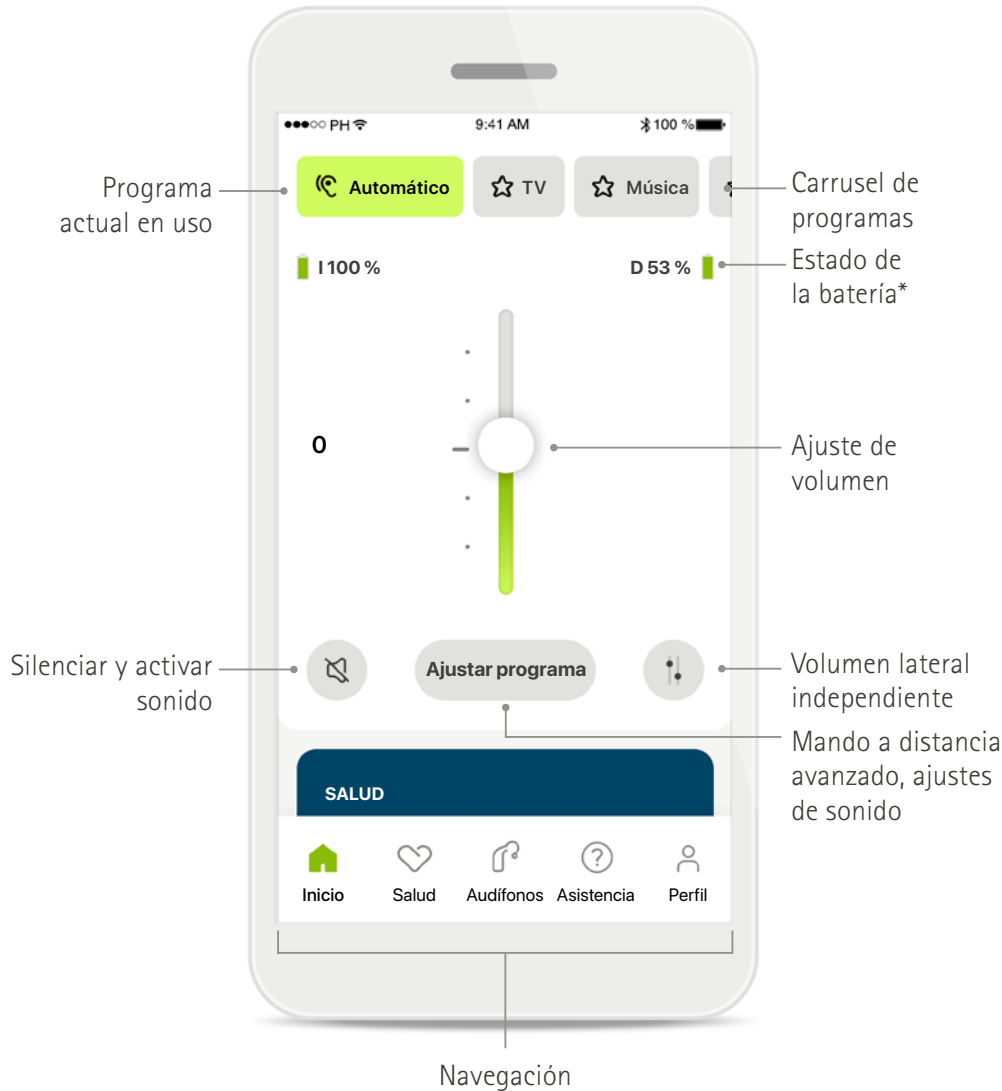 PH
9:41 AM
100 %
Automático
TV
Música
Programa
actual en uso
Carrusel de
programas
I 100 %
D 53 %
Estado de
la batería*
0
Ajuste de
volumen
Silenciar y activar
sonido
Ajustar programa
Volumen lateral
independiente
Mando a distancia
avanzado, ajustes
de sonido
SALUD
Inicio
Salud
Audífonos
Asistencia
Perfil
Navegación